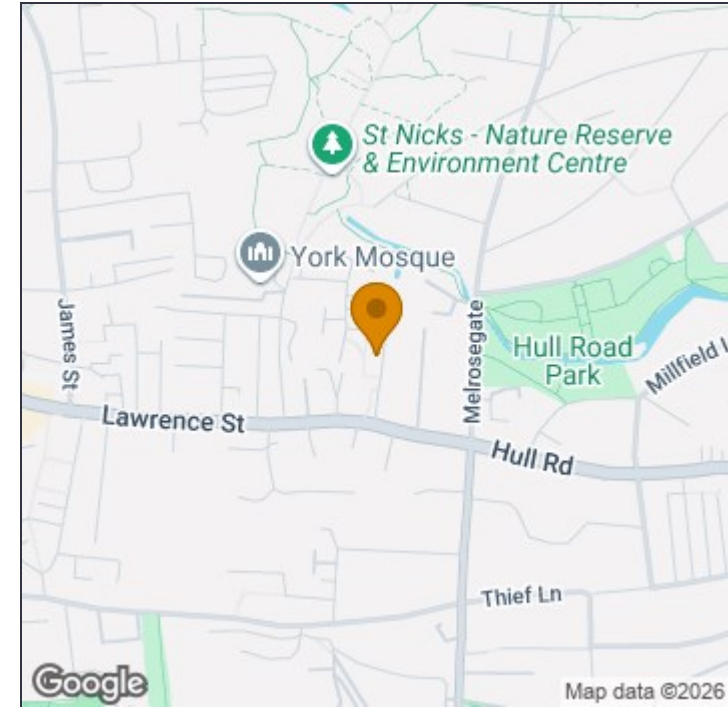 St Nicks - Nature Reserve
& Environment Centre
York Mosque
James St
Melrosegate
Hull Road
Park
Millfield L
Lawrence St
Hull Rd
Thief Ln
Google
Map data ©2026